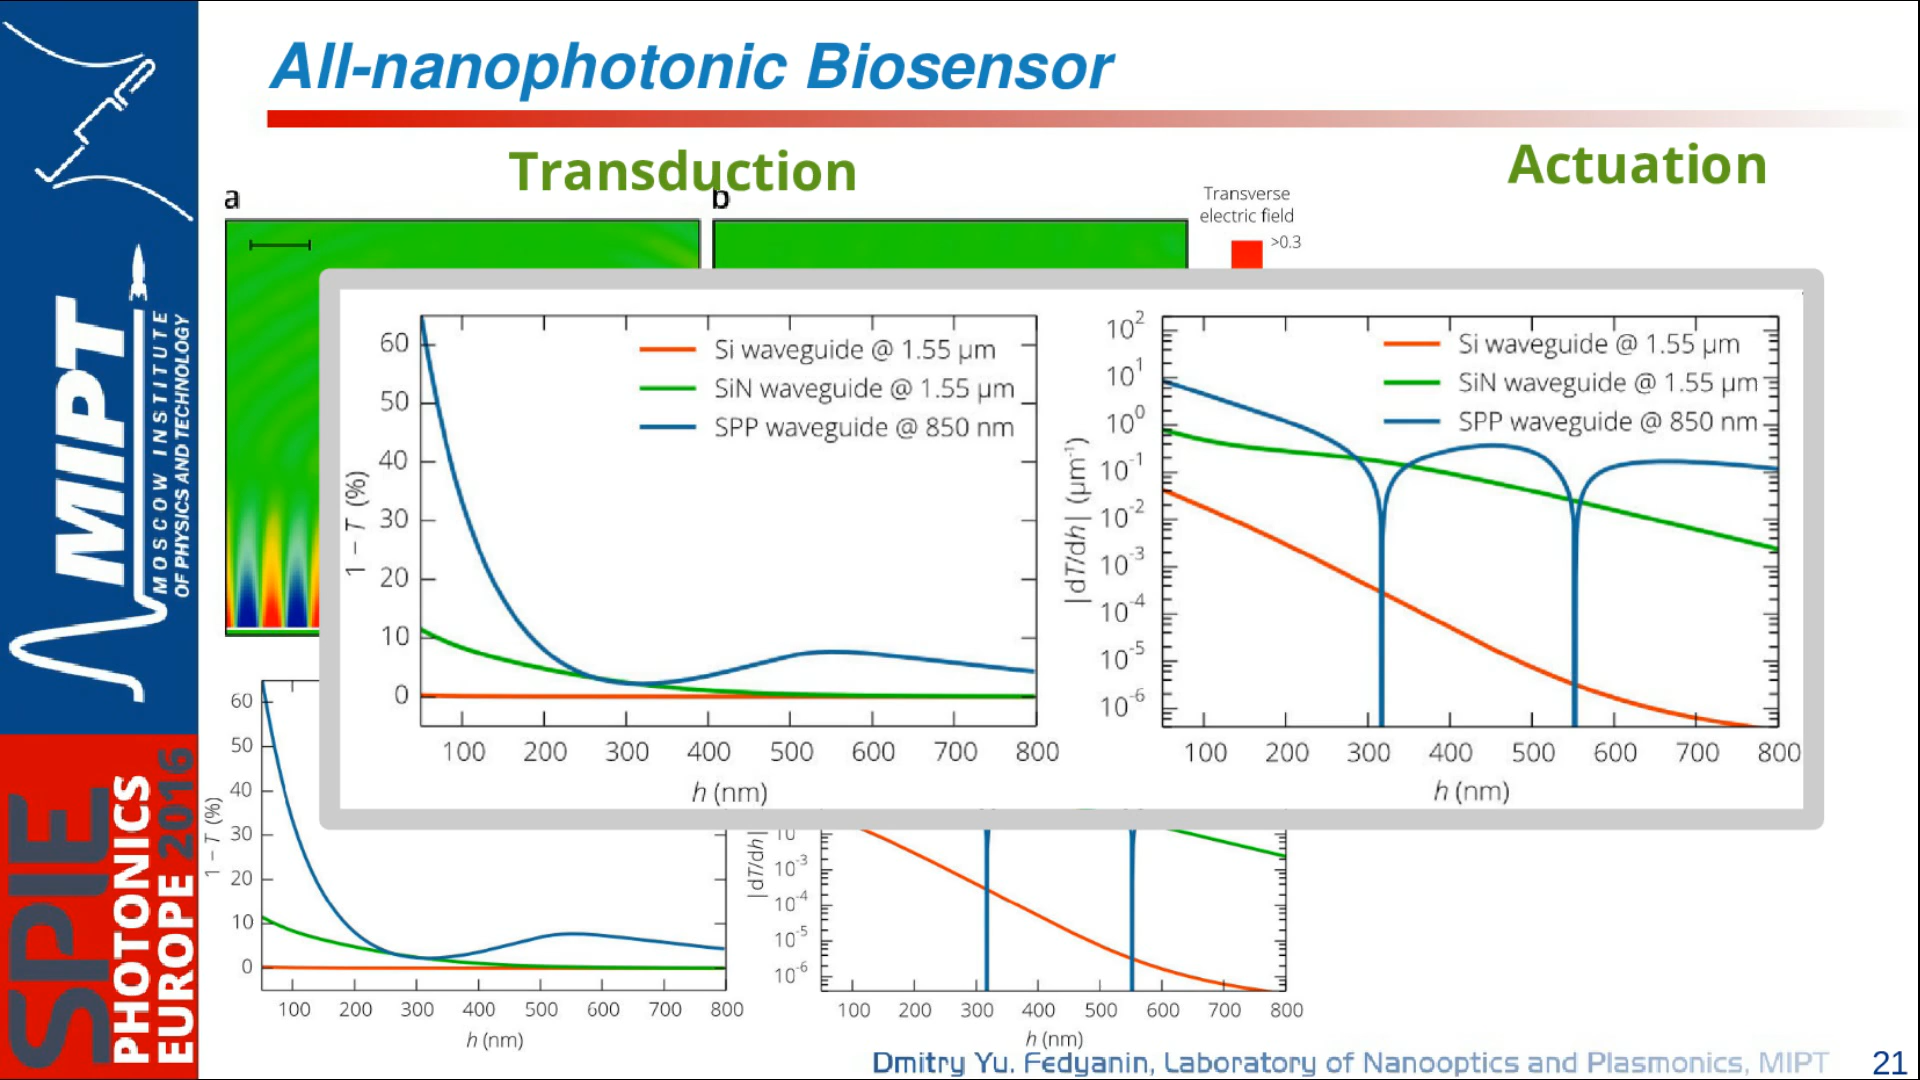 All-nanophotonic Biosensor
Transduction
Actuation
a
b
Transverse
electric field
>0.3
MIPT
MOSCOW INSTITUTE
OF PHYSICS AND TECHNOLOGY
SPIE
PHOTONICS
EUROPE 2016
60
50
40
30
20
10
0
1 − T (%)
Si waveguide @ 1.55 μm
SiN waveguide @ 1.55 μm
SPP waveguide @ 850 nm
100 200 300 400 500 600 700 800
h (nm)
10²
10¹
10⁰
10⁻¹
10⁻²
10⁻³
10⁻⁴
10⁻⁵
10⁻⁶
|dT/dh| (μm⁻¹)
Si waveguide @ 1.55 μm
SiN waveguide @ 1.55 μm
SPP waveguide @ 850 nm
100 200 300 400 500 600 700 800
h (nm)
60
50
40
30
20
10
0
1 − T (%)
100 200 300 400 500 600 700 800
h (nm)
10⁻³
10⁻⁴
10⁻⁵
10⁻⁶
|dT/dh|
100 200 300 400 500 600 700 800
h (nm)
Dmitry Yu. Fedyanin, Laboratory of Nanooptics and Plasmonics, MIPT
21